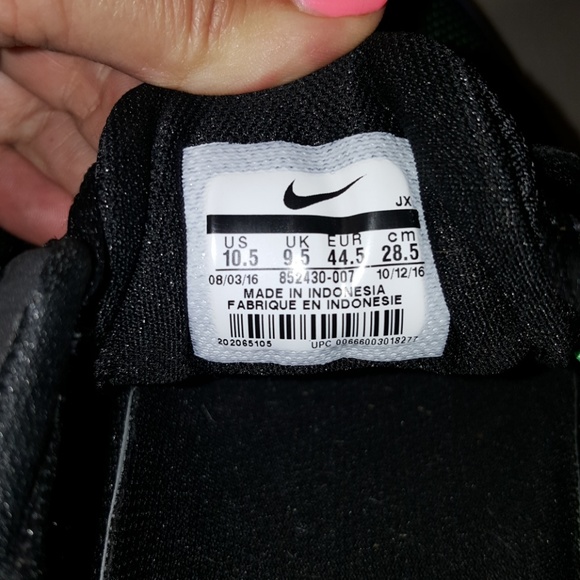 JX
US UK EUR cm
10.5 9.5 44.5 28.5
08/03/16 852430-007 10/12/16
MADE IN INDONESIA
FABRIQUE EN INDONESIE
202065105 UPC